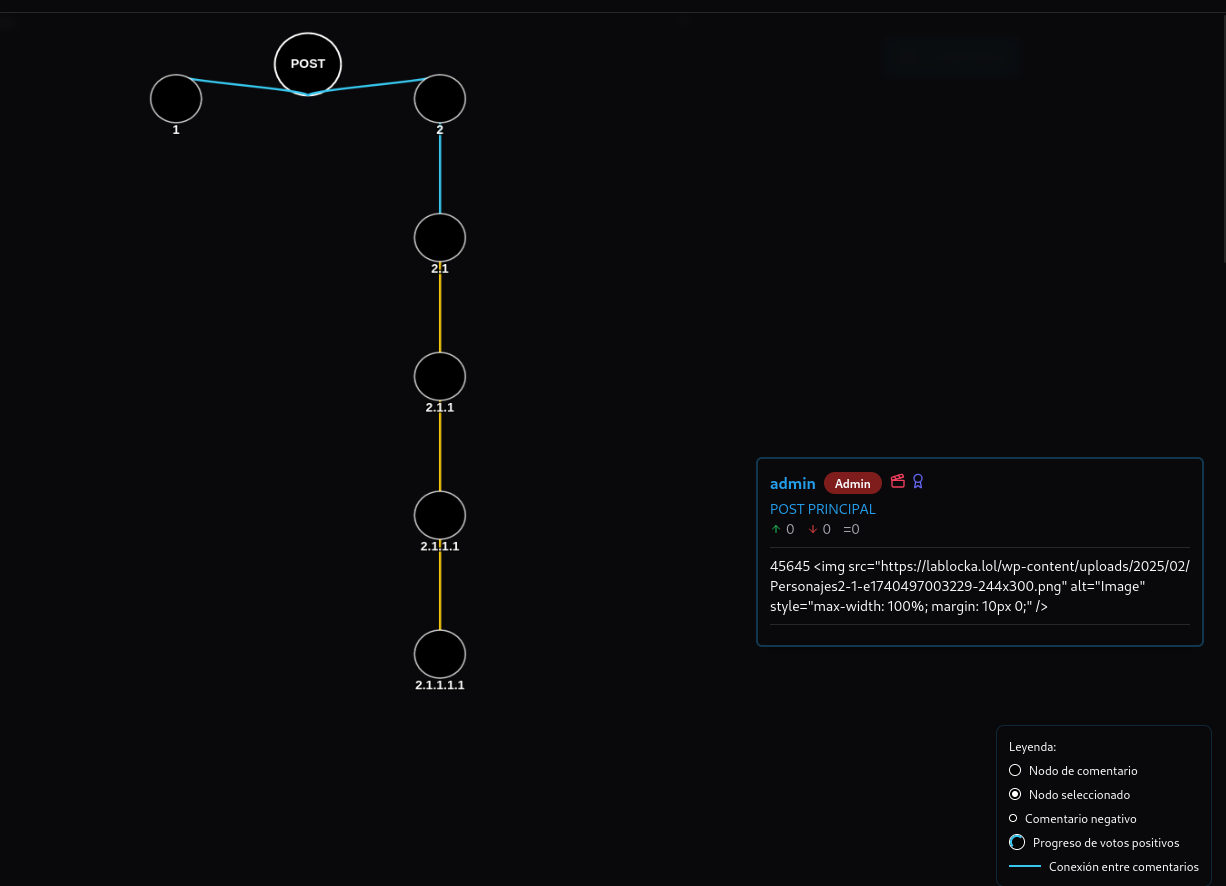 POST
1
2
2.1
2.1.1
2.1.1.1
2.1.1.1.1
admin Admin
POST PRINCIPAL
↑ 0 ↓ 0 =0
45645 <img src="https://lablocka.lol/wp-content/uploads/2025/02/
Personajes2-1-e1740497003229-244x300.png" alt="Image"
style="max-width: 100%; margin: 10px 0;" />
Leyenda:
Nodo de comentario
Nodo seleccionado
Comentario negativo
Progreso de votos positivos
Conexión entre comentarios